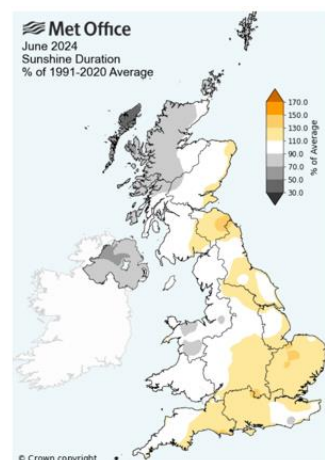 Met Office
June 2024
Sunshine Duration
% of 1991-2020 Average
170.0
150.0
130.0
110.0
90.0
70.0
50.0
30.0
% of Average
© Crown copyright